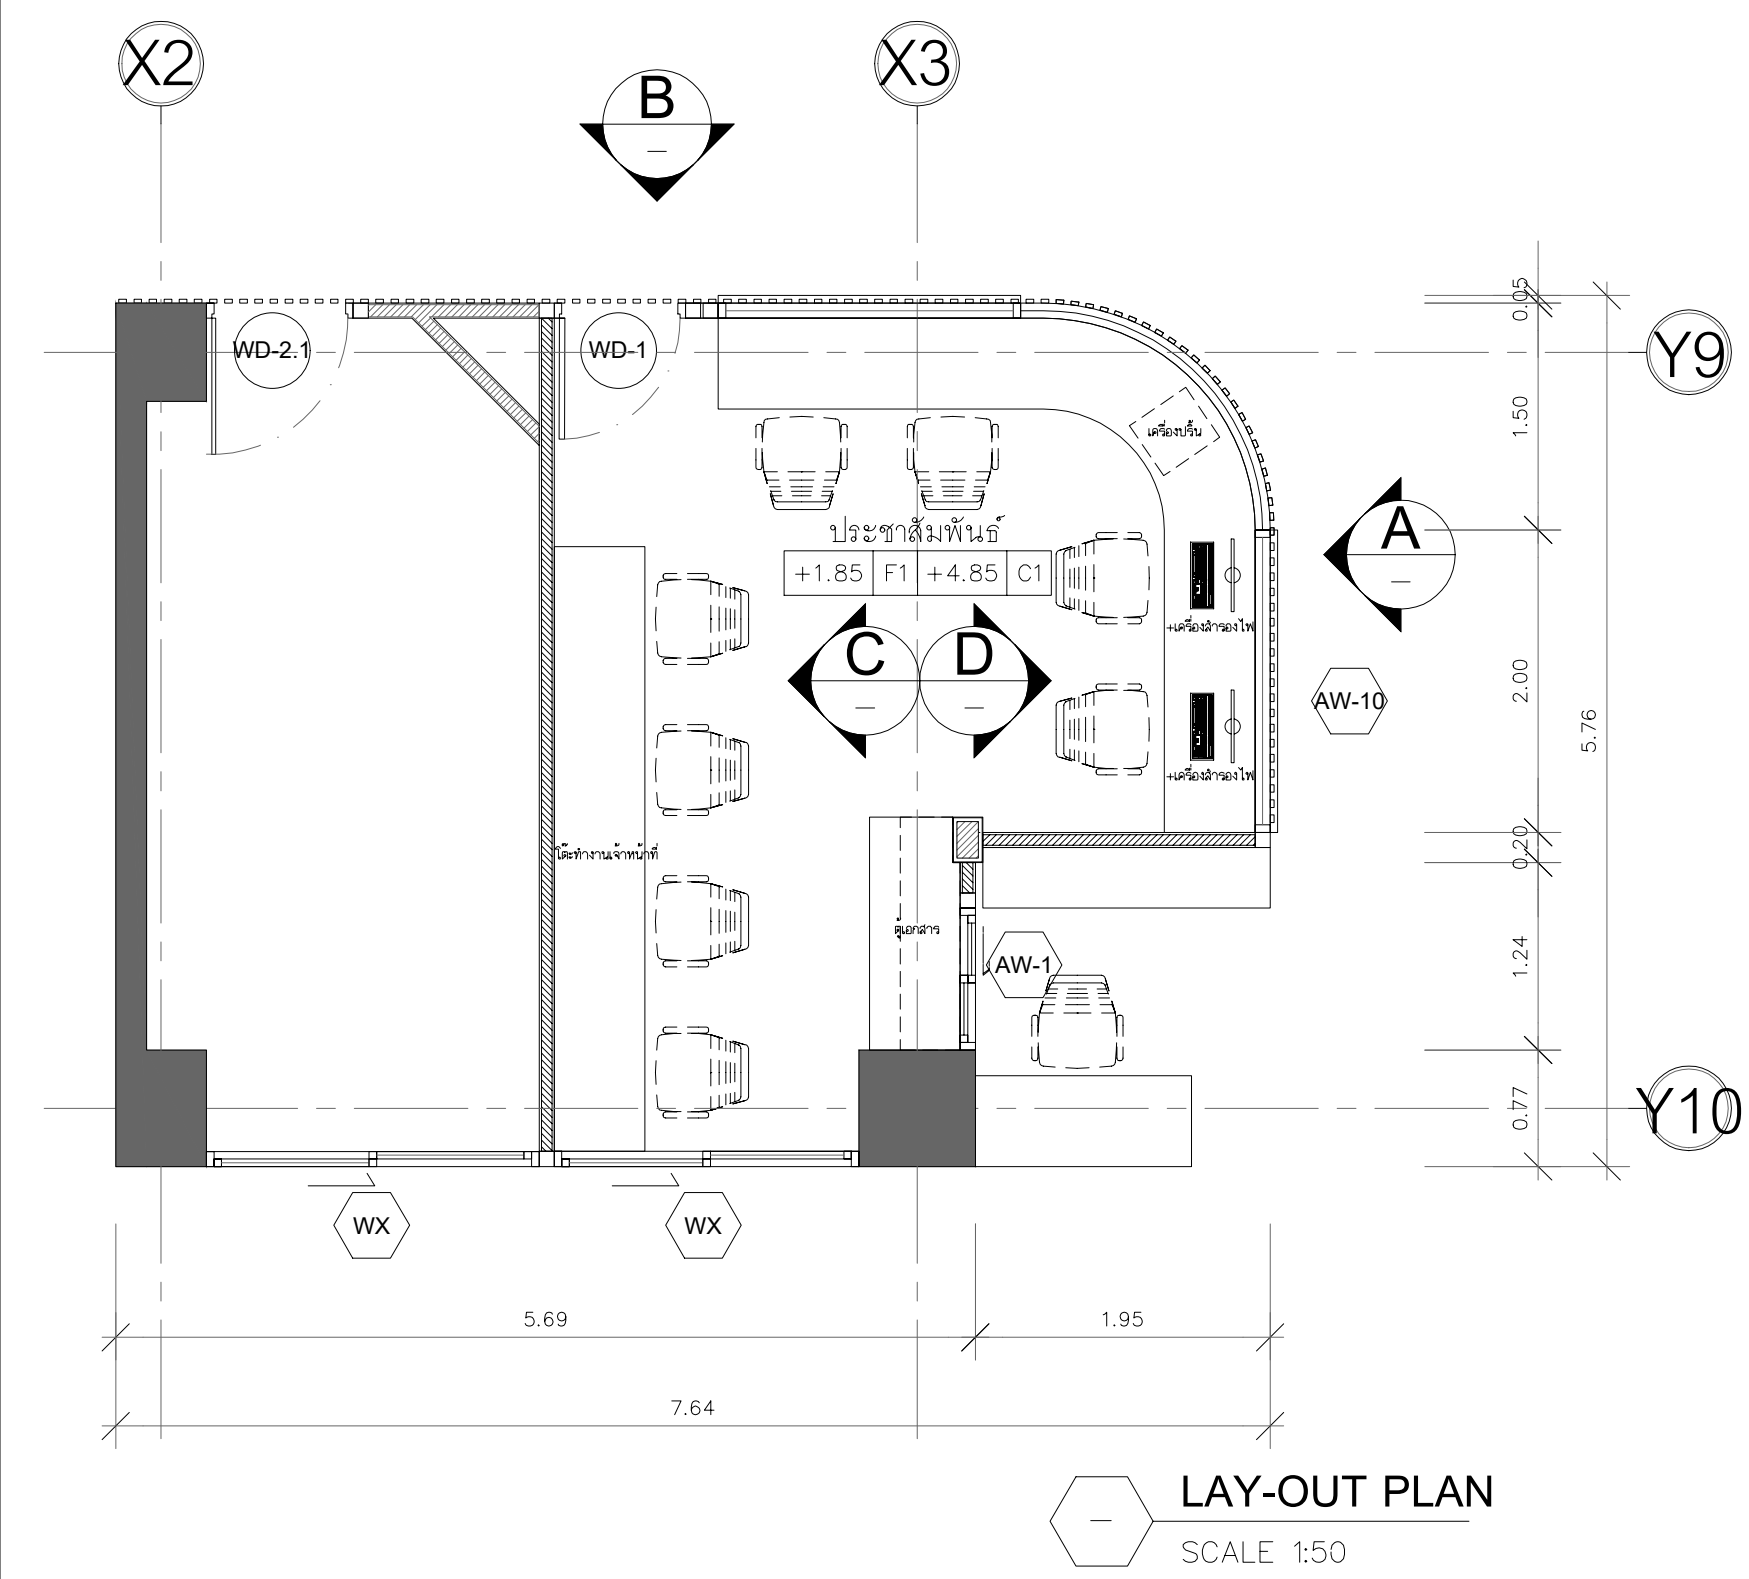 X2
X3
B
–
0.05
Y9
WD-2.1
WD-1
1.50
เครื่องปริ้น
ประชาสัมพันธ์
+1.85 F1 +4.85 C1
A
–
+เครื่องสำรองไฟ
C
–
D
–
2.00
AW-10
5.76
+เครื่องสำรองไฟ
0.20
โต๊ะทำงานเจ้าหน้าที่
ตู้เอกสาร
AW-1
1.24
0.77
Y10
WX
WX
5.69
1.95
7.64
–
LAY-OUT PLAN
SCALE 1:50